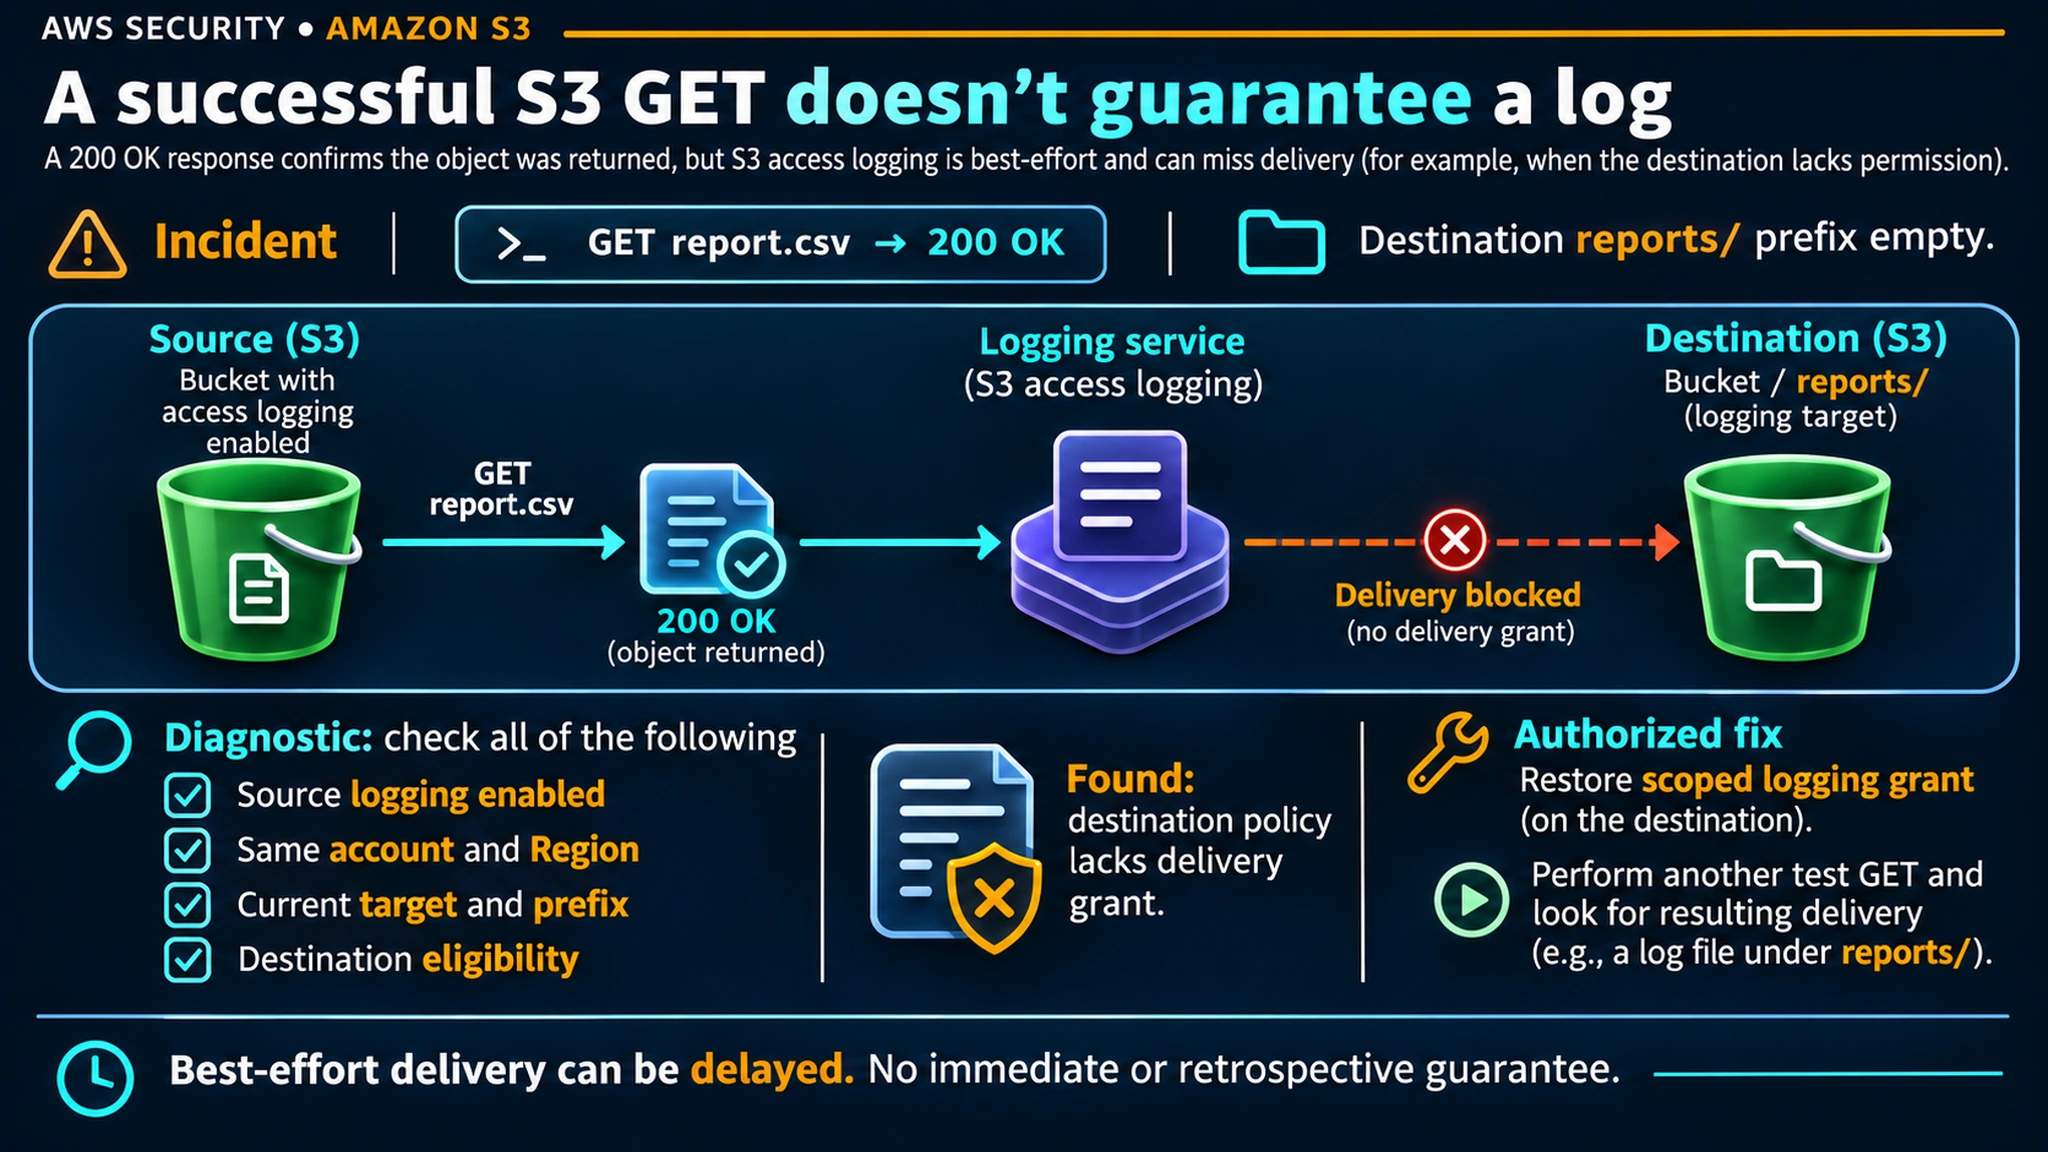 AWS SECURITY • AMAZON S3
A successful S3 GET doesn't guarantee a log
A 200 OK response confirms the object was returned, but S3 access logging is best-effort and can miss delivery (for example, when the destination lacks permission).
Incident
>_ GET report.csv → 200 OK
Destination reports/ prefix empty.
Source (S3)
Bucket with
access logging
enabled
GET
report.csv
200 OK
(object returned)
Logging service
(S3 access logging)
Delivery blocked
(no delivery grant)
Destination (S3)
Bucket / reports/
(logging target)
Diagnostic: check all of the following
Source logging enabled
Same account and Region
Current target and prefix
Destination eligibility
Found:
destination policy
lacks delivery
grant.
Authorized fix
Restore scoped logging grant
(on the destination).
Perform another test GET and
look for resulting delivery
(e.g., a log file under reports/).
Best-effort delivery can be delayed. No immediate or retrospective guarantee.